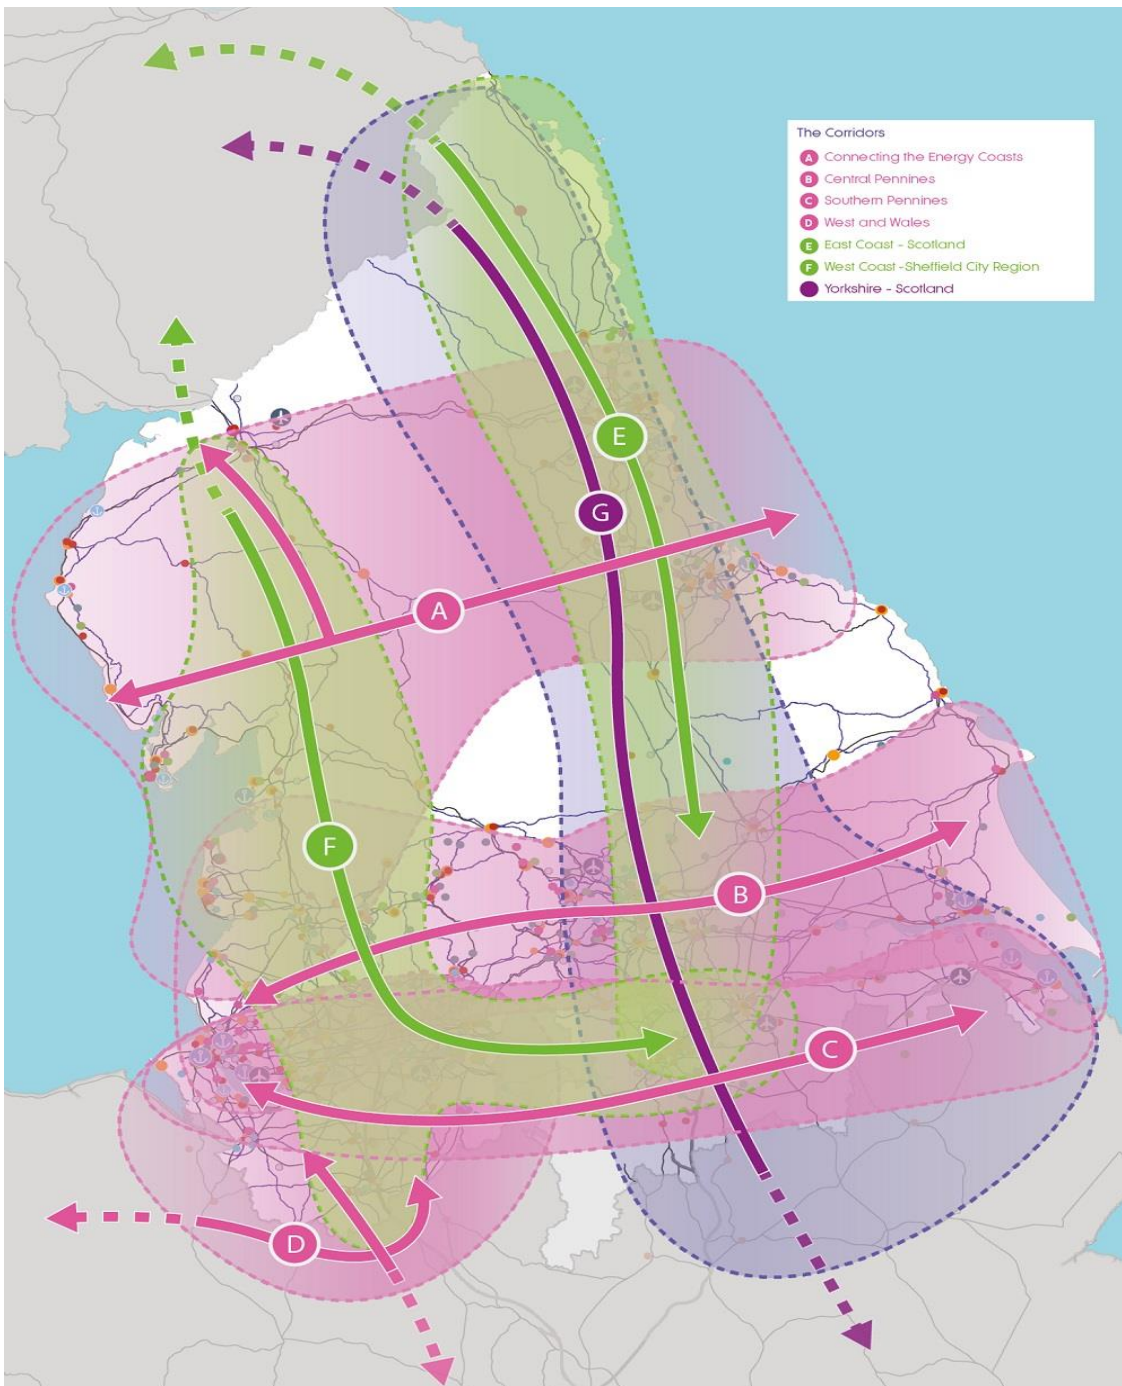 The Corridors
A Connecting the Energy Coasts
B Central Pennines
C Southern Pennines
D West and Wales
E East Coast - Scotland
F West Coast -Sheffield City Region
Yorkshire - Scotland
E
G
A
F
B
C
D